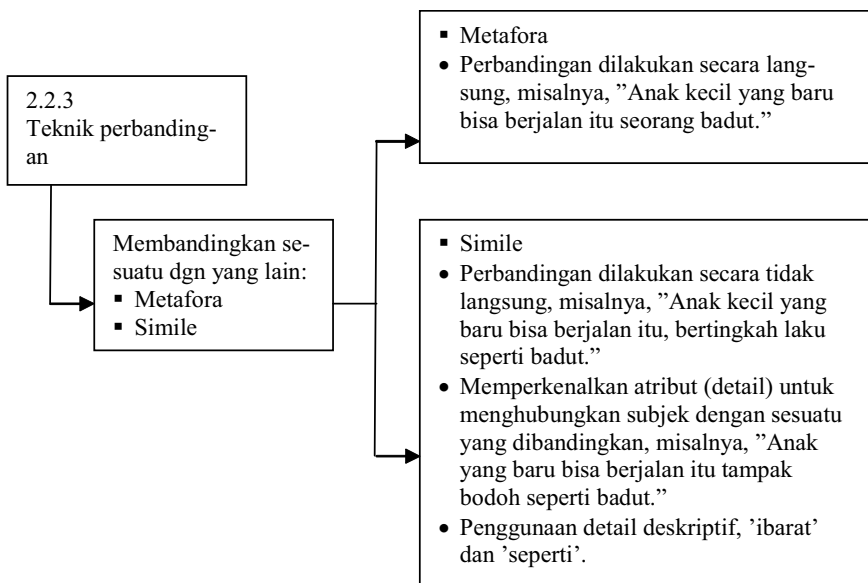 2.2.3
Teknik perbanding-
an
Membandingkan se-
suatu dgn yang lain:
▪ Metafora
▪ Simile
▪ Metafora
• Perbandingan dilakukan secara lang-
sung, misalnya, ”Anak kecil yang baru
bisa berjalan itu seorang badut.”
▪ Simile
• Perbandingan dilakukan secara tidak
langsung, misalnya, ”Anak kecil yang
baru bisa berjalan itu, bertingkah laku
seperti badut.”
• Memperkenalkan atribut (detail) untuk
menghubungkan subjek dengan sesuatu
yang dibandingkan, misalnya, ”Anak
yang baru bisa berjalan itu tampak
bodoh seperti badut.”
• Penggunaan detail deskriptif, ’ibarat’
dan ’seperti’.